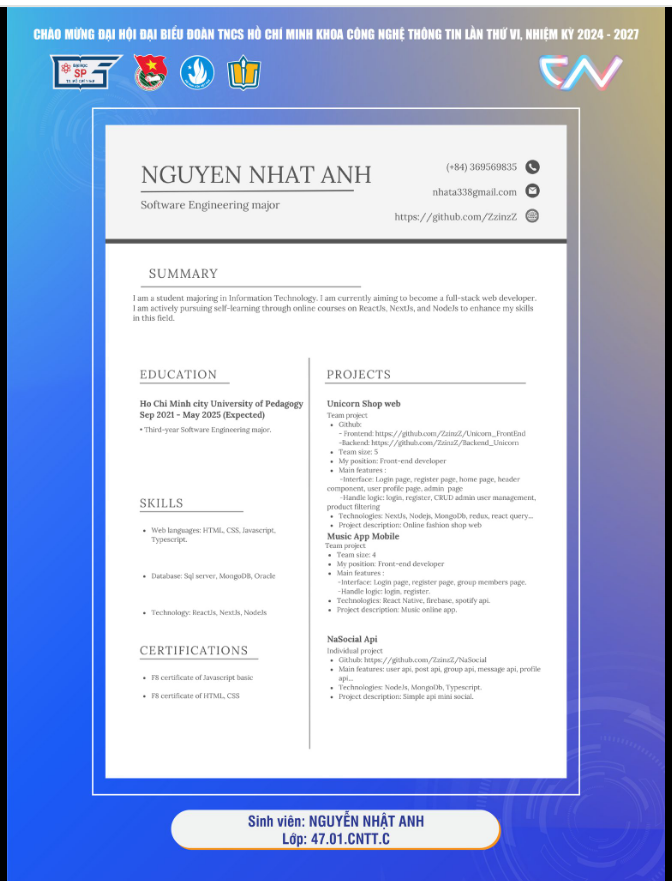 CHÀO MỪNG ĐẠI HỘI ĐẠI BIỂU ĐOÀN TNCS HỒ CHÍ MINH KHOA CÔNG NGHỆ THÔNG TIN LẦN THỨ VI, NHIỆM KỲ 2024 - 2027
SP
NGUYEN NHAT ANH
Software Engineering major
(+84) 369569835
nhata338gmail.com
https://github.com/ZzinzZ
SUMMARY
I am a student majoring in Information Technology. I am currently aiming to become a full-stack web developer.
I am actively pursuing self-learning through online courses on ReactJs, NextJs, and NodeJs to enhance my skills
in this field.
EDUCATION
Ho Chi Minh city University of Pedagogy
Sep 2021 - May 2025 (Expected)
• Third-year Software Engineering major.
SKILLS
• Web languages: HTML, CSS, Javascript,
Typescript.
• Database: Sql server, MongoDB, Oracle
• Technology: ReactJs, NextJs, NodeJs
CERTIFICATIONS
• F8 certificate of Javascript basic
• F8 certificate of HTML, CSS
PROJECTS
Unicorn Shop web
Team project
• Github:
- Frontend: https://github.com/ZzinzZ/Unicorn_FrontEnd
-Backend: https://github.com/ZzinzZ/Backend_Unicorn
• Team size: 5
• My position: Front-end developer
• Main features :
-Interface: Login page, register page, home page, header
component, user profile page, admin page
-Handle logic: login, register, CRUD admin user management,
product filtering
• Technologies: NextJs, Nodejs, MongoDb, redux, react query...
• Project description: Online fashion shop web
Music App Mobile
Team project
• Team size: 4
• My position: Front-end developer
• Main features :
-Interface: Login page, register page, group members page.
-Handle logic: login, register.
• Technologies: React Native, firebase, spotify api.
• Project description: Music online app.
NaSocial Api
Individual project
• Github: https://github.com/ZzinzZ/NaSocial
• Main features: user api, post api, group api, message api, profile
api...
• Technologies: NodeJs, MongoDb, Typescript.
• Project description: Simple api mini social.
Sinh viên: NGUYỄN NHẬT ANH
Lớp: 47.01.CNTT.C